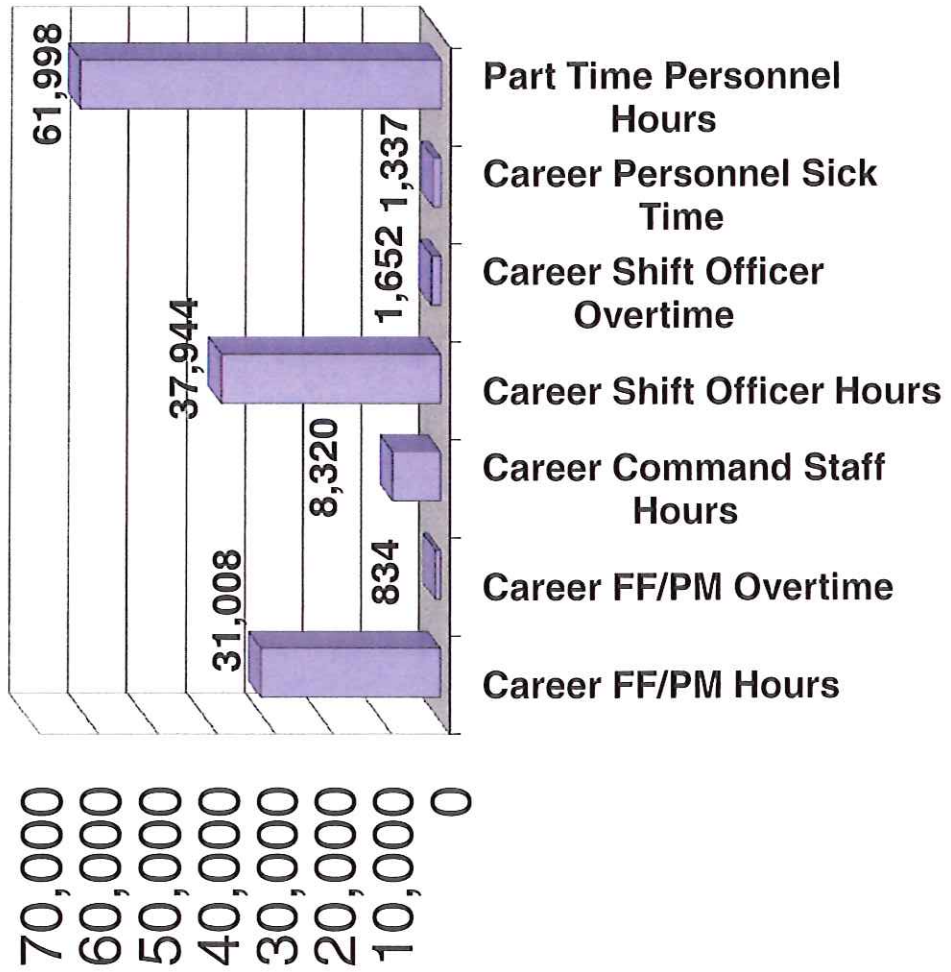 70,000
60,000
50,000
40,000
30,000
20,000
10,000
0
31,008
834
8,320
37,944
1,652
1,337
61,998
Career FF/PM Hours
Career FF/PM Overtime
Career Command Staff
Hours
Career Shift Officer Hours
Career Shift Officer
Overtime
Career Personnel Sick
Time
Part Time Personnel
Hours